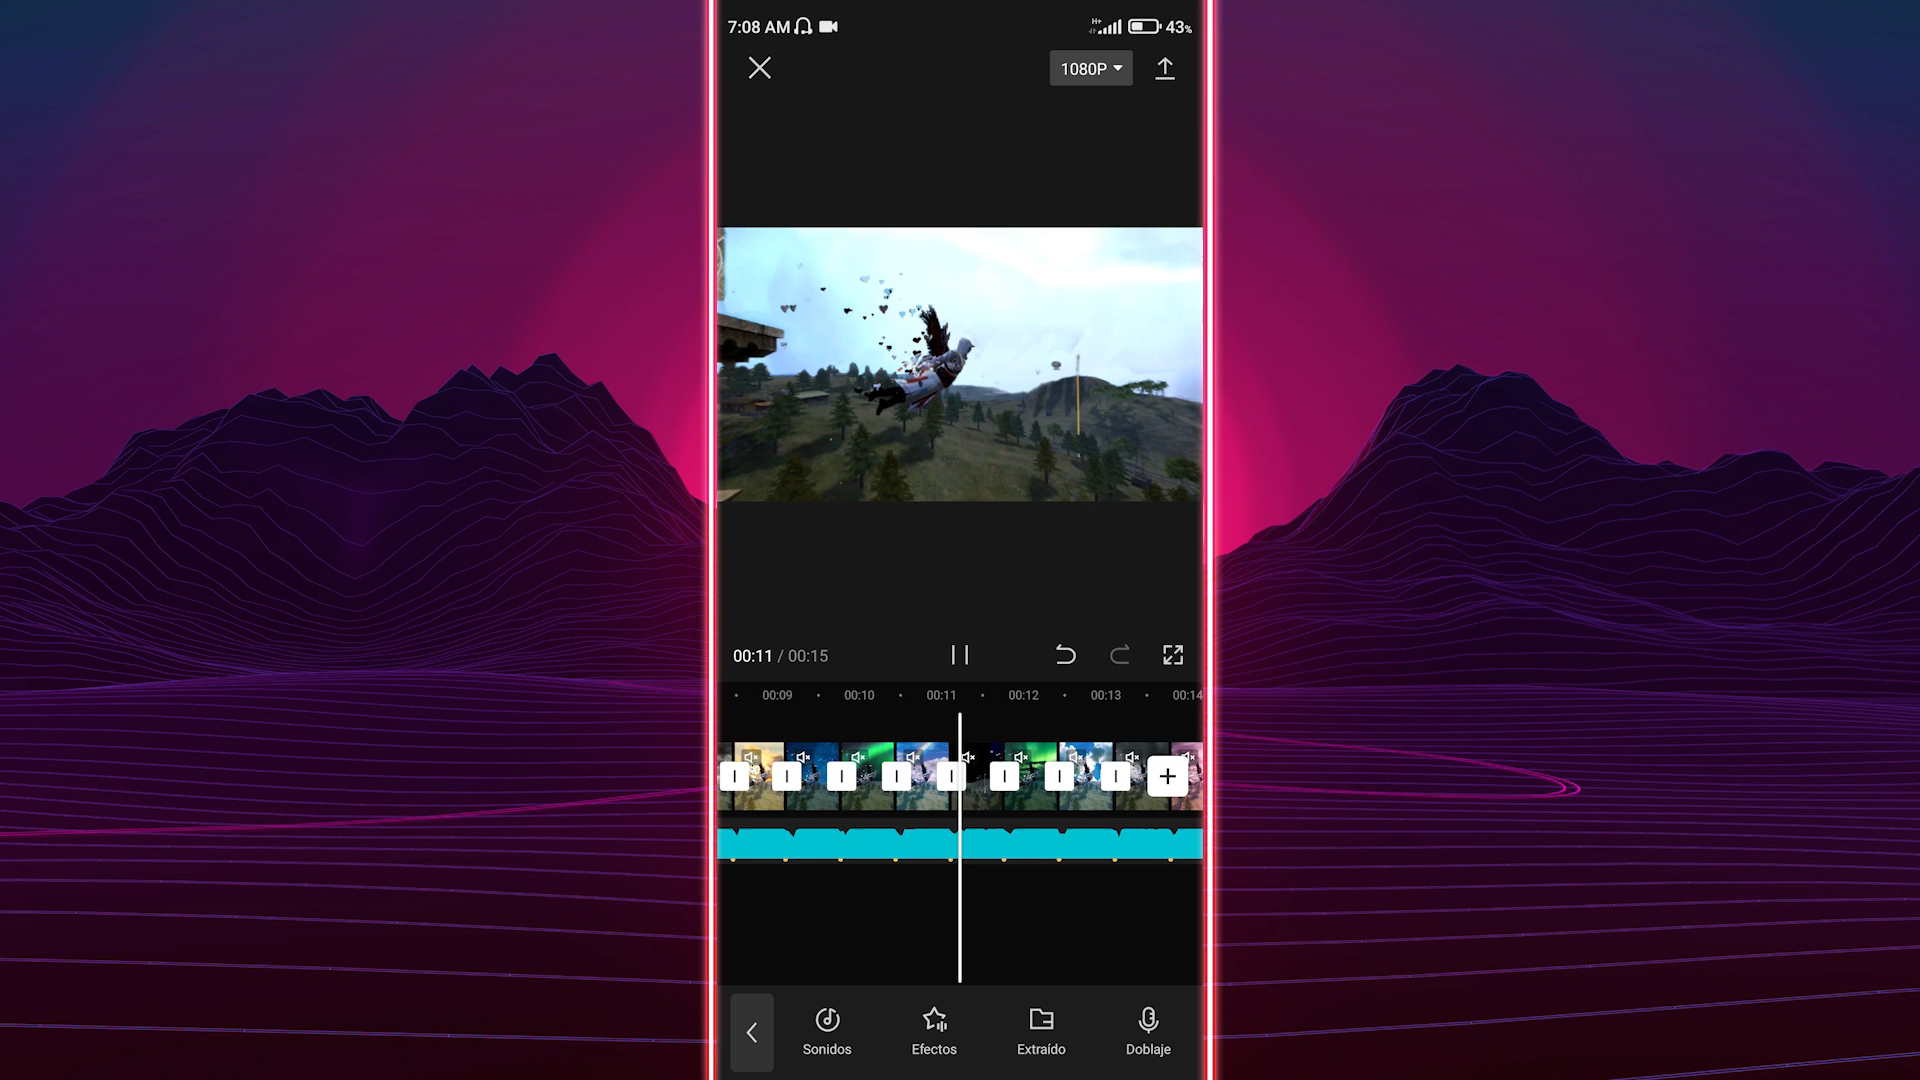 7:08 AM H+ 43%
1080P
00:11 / 00:15
00:09 00:10 00:11 00:12 00:13 00:14
Sonidos Efectos Extraído Doblaje